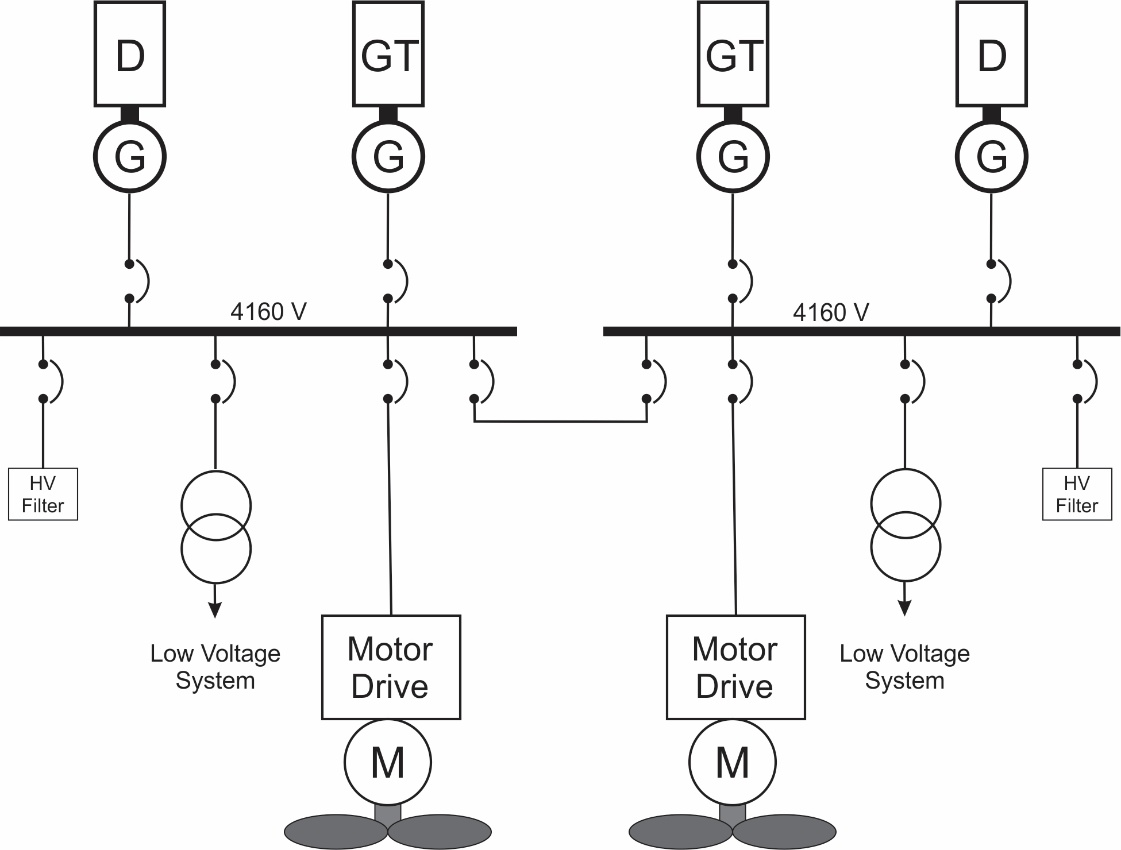 D
GT
GT
D
G
G
G
G
4160 V
4160 V
HV
Filter
HV
Filter
Low Voltage
System
Motor
Drive
Motor
Drive
Low Voltage
System
M
M